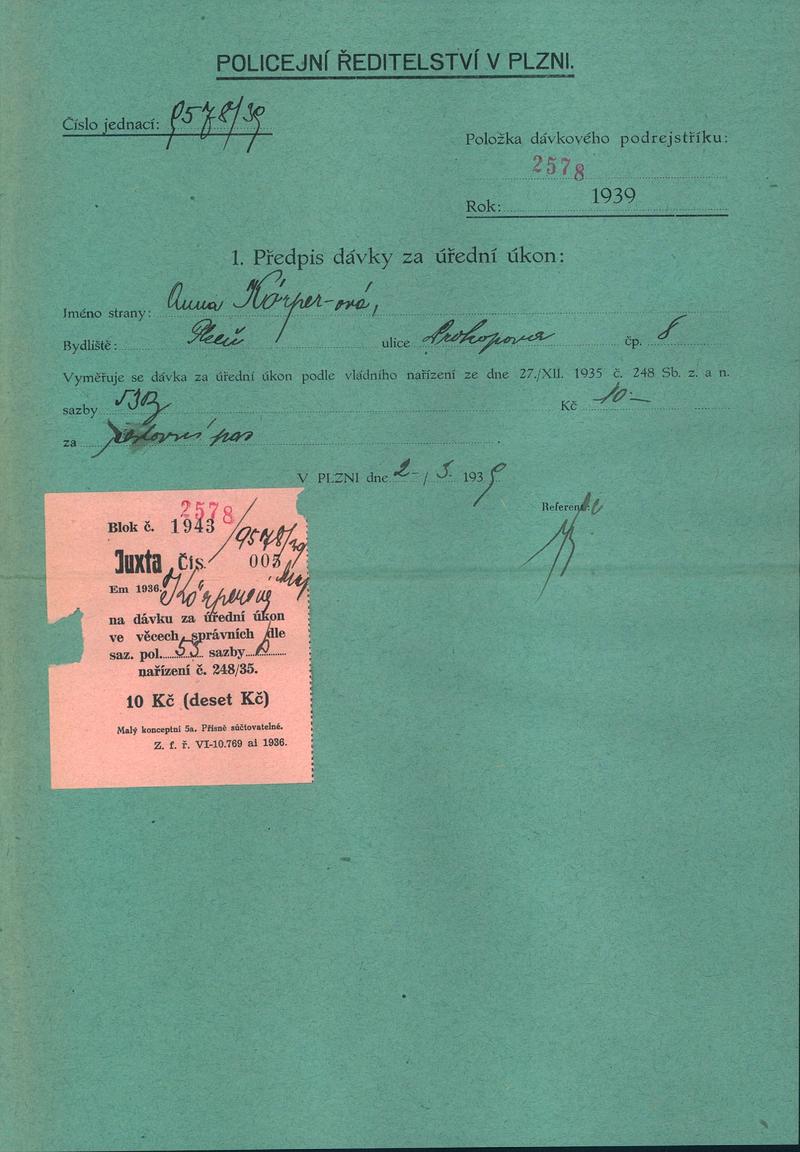 POLICEJNÍ ŘEDITELSTVÍ V PLZNI.
Číslo jednací: 9578/39
Položka dávkového podrejstříku:
2578
Rok: 1939
1. Předpis dávky za úřední úkon:
Jméno strany: Anna Körper-ová,
Bydliště: Plzeň ulice Prokopova čp. 8
Vyměřuje se dávka za úřední úkon podle vládního nařízení ze dne 27./XII. 1935 č. 248 Sb. z. a n.
sazby 53B Kč 10.—
za cestovní pas
V PLZNI dne 2./3. 1939
Referent:
2578
Blok č. 1943 /9578/39
Juxta Čís. 003
Em 1936. Körperová
na dávku za úřední úkon
ve věcech správních dle
saz. pol. 53 sazby
nařízení č. 248/35.
10 Kč (deset Kč)
Malý konceptní 5a. Přísně súčtovatelné.
Z. f. ř. VI-10.769 ai 1936.